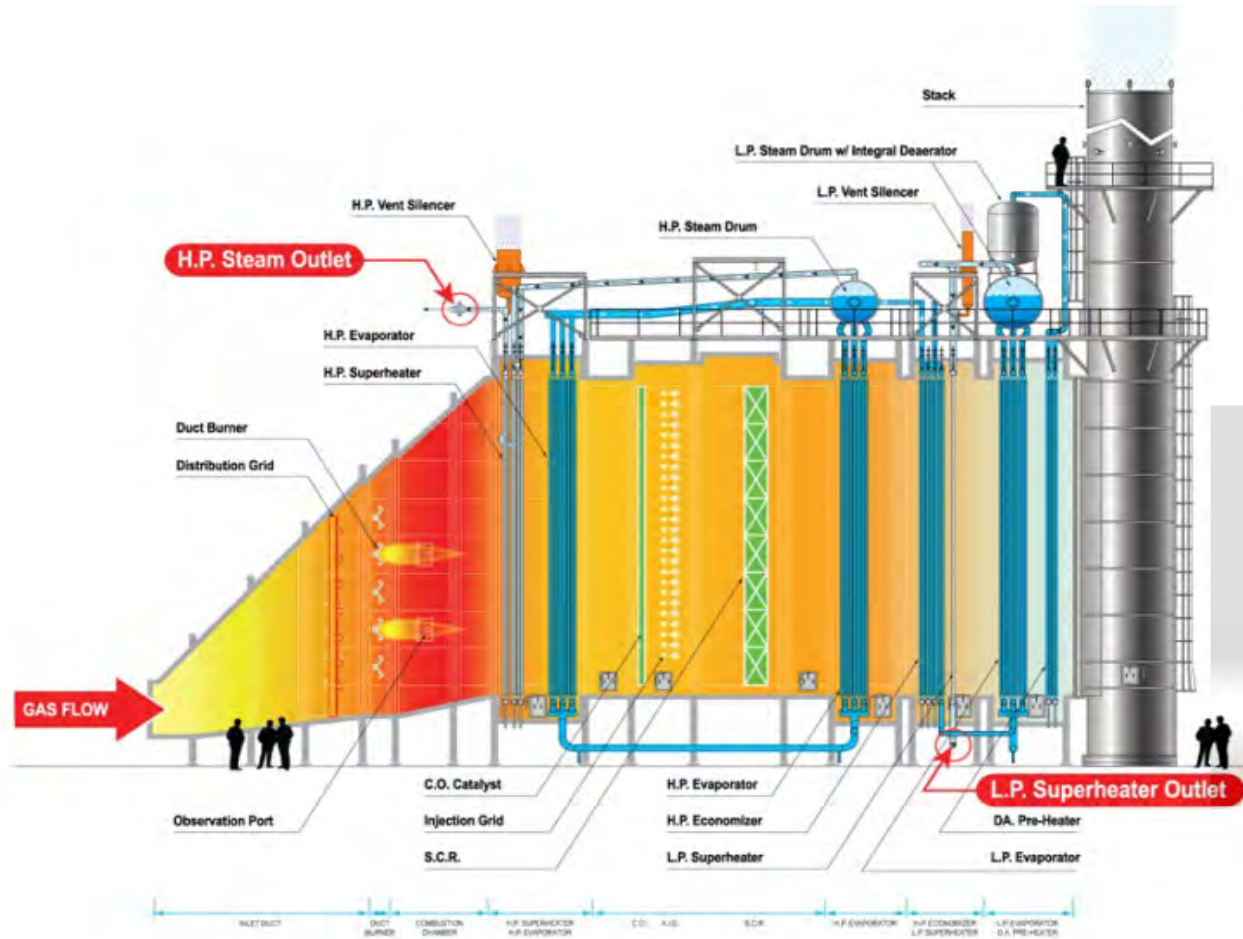 Stack
L.P. Steam Drum w/ Integral Deaerator
H.P. Vent Silencer
L.P. Vent Silencer
H.P. Steam Drum
H.P. Steam Outlet
H.P. Evaporator
H.P. Superheater
Duct Burner
Distribution Grid
GAS FLOW
C.O. Catalyst
H.P. Evaporator
L.P. Superheater Outlet
Observation Port
Injection Grid
H.P. Economizer
DA. Pre-Heater
S.C.R.
L.P. Superheater
L.P. Evaporator
INLET DUCT
DUCT BURNER
COMBUSTION CHAMBER
H.P. SUPERHEATER
H.P. EVAPORATOR
C.O.
A.I.G.
S.C.R.
H.P. EVAPORATOR
H.P. ECONOMIZER
L.P. SUPERHEATER
L.P. EVAPORATOR
D.A. PRE-HEATER